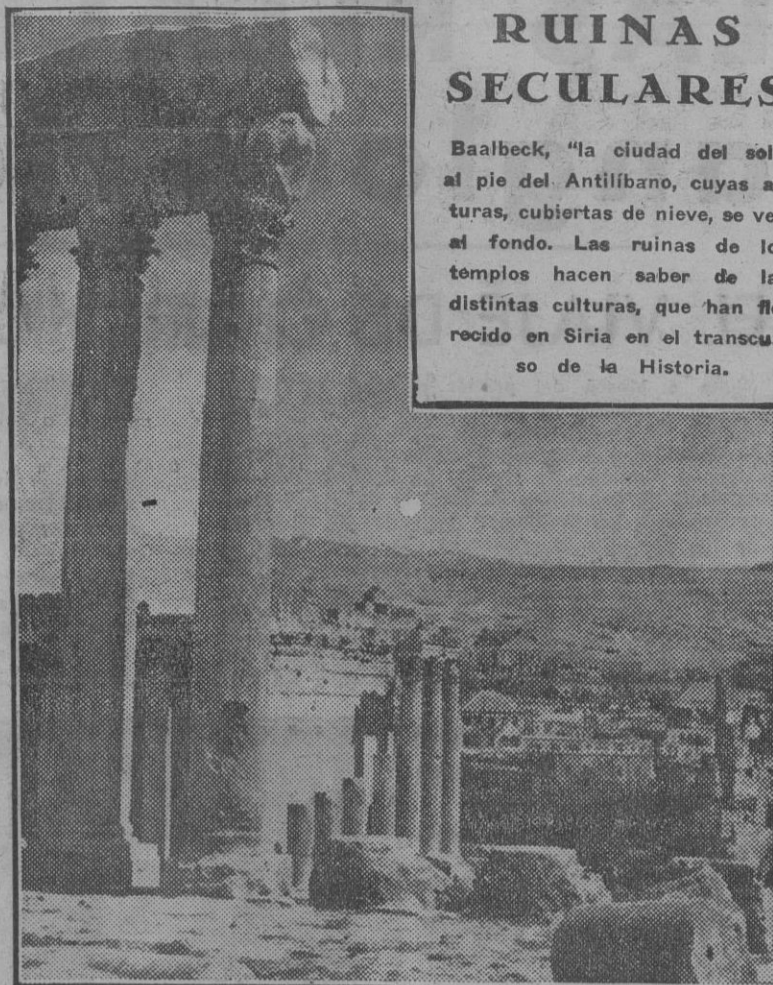 RUINAS
SECULARES
Baalbeck, “la ciudad del sol
al pie del Antilíbano, cuyas a
turas, cubiertas de nieve, se ve
al fondo. Las ruinas de lo
templos hacen saber de la
distintas culturas, que han flo
recido en Siria en el transcu
so de la Historia.